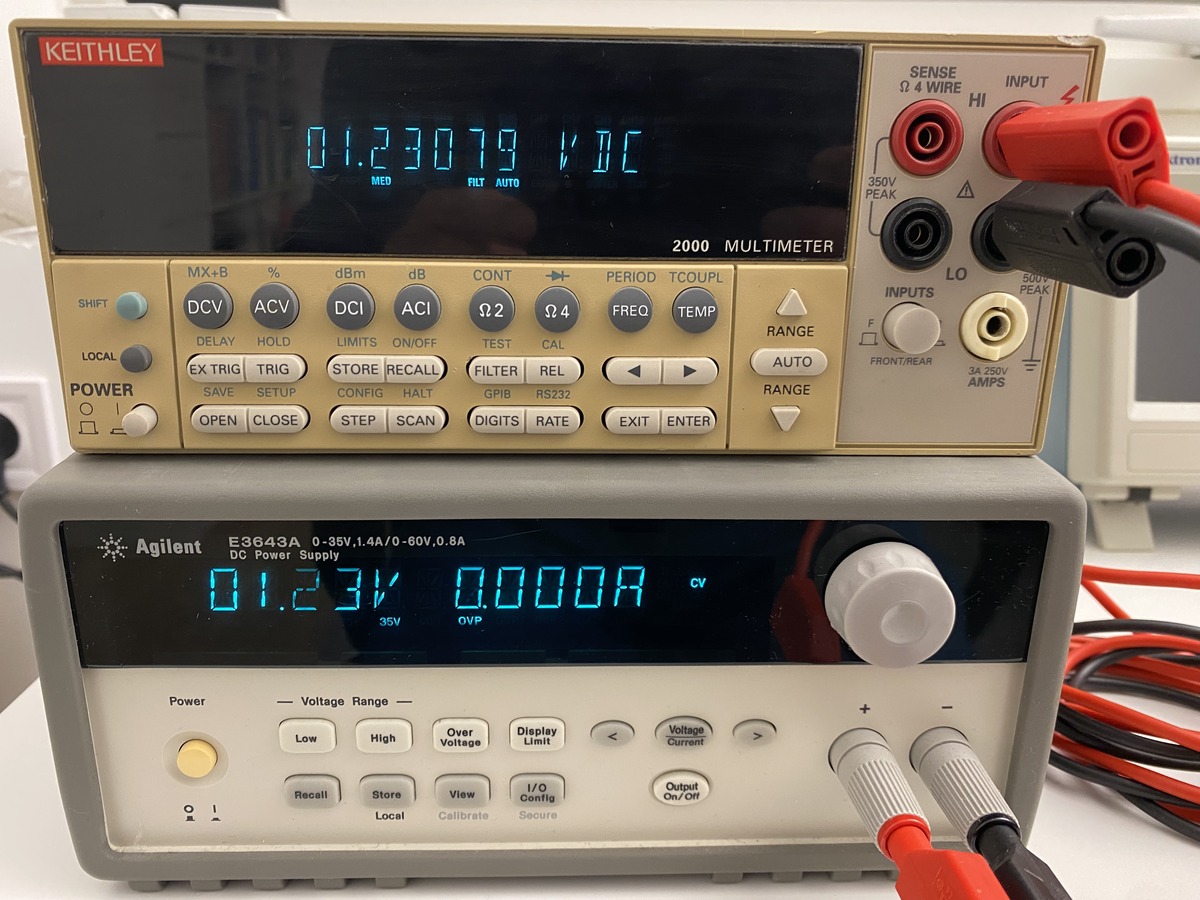 KEITHLEY
01.23079 VDC
MED FILT AUTO
2000 MULTIMETER
SENSE
Ω 4 WIRE
INPUT
HI
350V
PEAK
LO
500V
PEAK
INPUTS
F
FRONT/REAR
3A 250V
AMPS
MX+B % dBm dB CONT PERIOD TCOUPL
SHIFT
DCV ACV DCI ACI Ω2 Ω4 FREQ TEMP
DELAY HOLD LIMITS ON/OFF TEST CAL
RANGE
LOCAL
EX TRIG TRIG STORE RECALL FILTER REL ◀ ▶
AUTO
POWER
SAVE SETUP CONFIG HALT GPIB RS232
RANGE
O I
OPEN CLOSE STEP SCAN DIGITS RATE EXIT ENTER
Agilent E3643A 0-35V,1.4A/0-60V,0.8A
DC Power Supply
01.23V 0.000A CV
35V OVP
Power
Voltage Range
+ −
Low High Over Voltage Display Limit < Voltage Current >
Recall Store View I/O Config Output On/Off
O I
Local Calibrate Secure